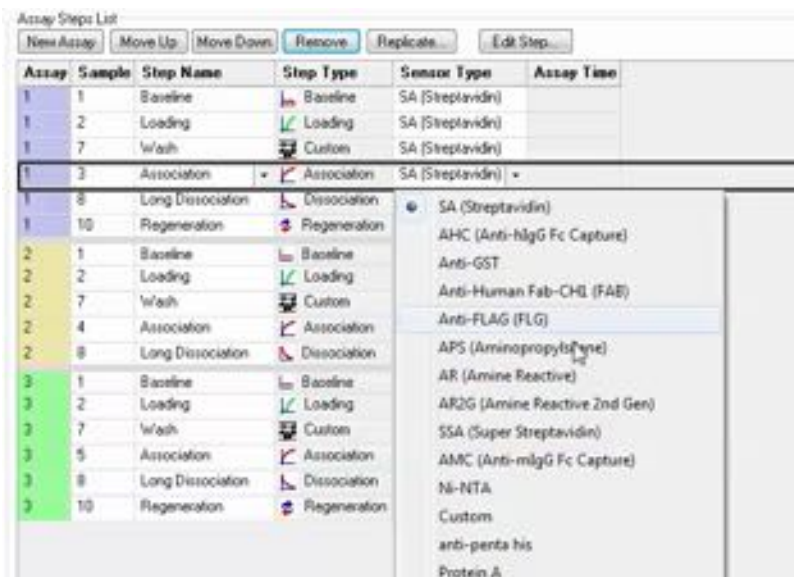 Assay Steps List
New Assay Move Up Move Down Remove Replicate... Edit Step...
Assay Sample Step Name Step Type Sensor Type Assay Time
1 1 Baseline Baseline SA (Streptavidin)
1 2 Loading Loading SA (Streptavidin)
1 7 Wash Custom SA (Streptavidin)
1 3 Association Association SA (Streptavidin)
1 8 Long Dissociation Dissociation
SA (Streptavidin)
1 10 Regeneration Regeneration
AHC (Anti-hIgG Fc Capture)
2 1 Baseline Baseline
Anti-GST
2 2 Loading Loading
Anti-Human Fab-CH1 (FAB)
2 7 Wash Custom
Anti-FLAG (FLG)
2 4 Association Association
APS (Aminopropylsilane)
2 8 Long Dissociation Dissociation
3 1 Baseline Baseline
AR (Amine Reactive)
3 2 Loading Loading
AR2G (Amine Reactive 2nd Gen)
3 7 Wash Custom
SSA (Super Streptavidin)
3 5 Association Association
AMC (Anti-mIgG Fc Capture)
3 8 Long Dissociation Dissociation
Ni-NTA
3 10 Regeneration Regeneration
Custom
anti-penta his
Protein A